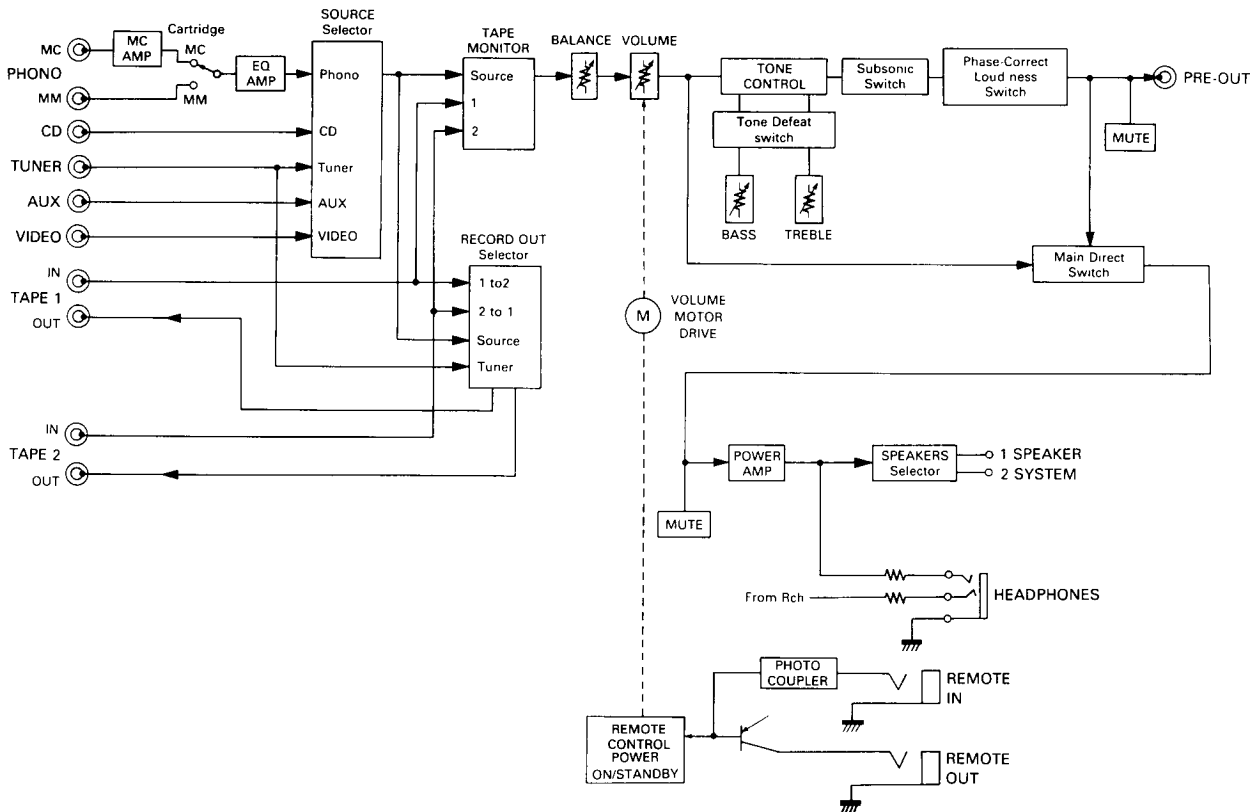 MC
MC
AMP
Cartridge
MC
PHONO
MM
MM
EQ
AMP
CD
TUNER
AUX
VIDEO
IN
TAPE 1
OUT
IN
TAPE 2
OUT
SOURCE
Selector
Phono
CD
Tuner
AUX
VIDEO
TAPE
MONITOR
Source
1
2
RECORD OUT
Selector
1 to2
2 to 1
Source
Tuner
BALANCE
VOLUME
TONE
CONTROL
Tone Defeat
switch
BASS
TREBLE
Subsonic
Switch
Phase-Correct
Loud ness
Switch
PRE-OUT
MUTE
Main Direct
Switch
M
VOLUME
MOTOR
DRIVE
POWER
AMP
MUTE
SPEAKERS
Selector
1 SPEAKER
2 SYSTEM
From Rch
HEADPHONES
PHOTO
COUPLER
REMOTE
IN
REMOTE
CONTROL
POWER
ON/STANDBY
REMOTE
OUT